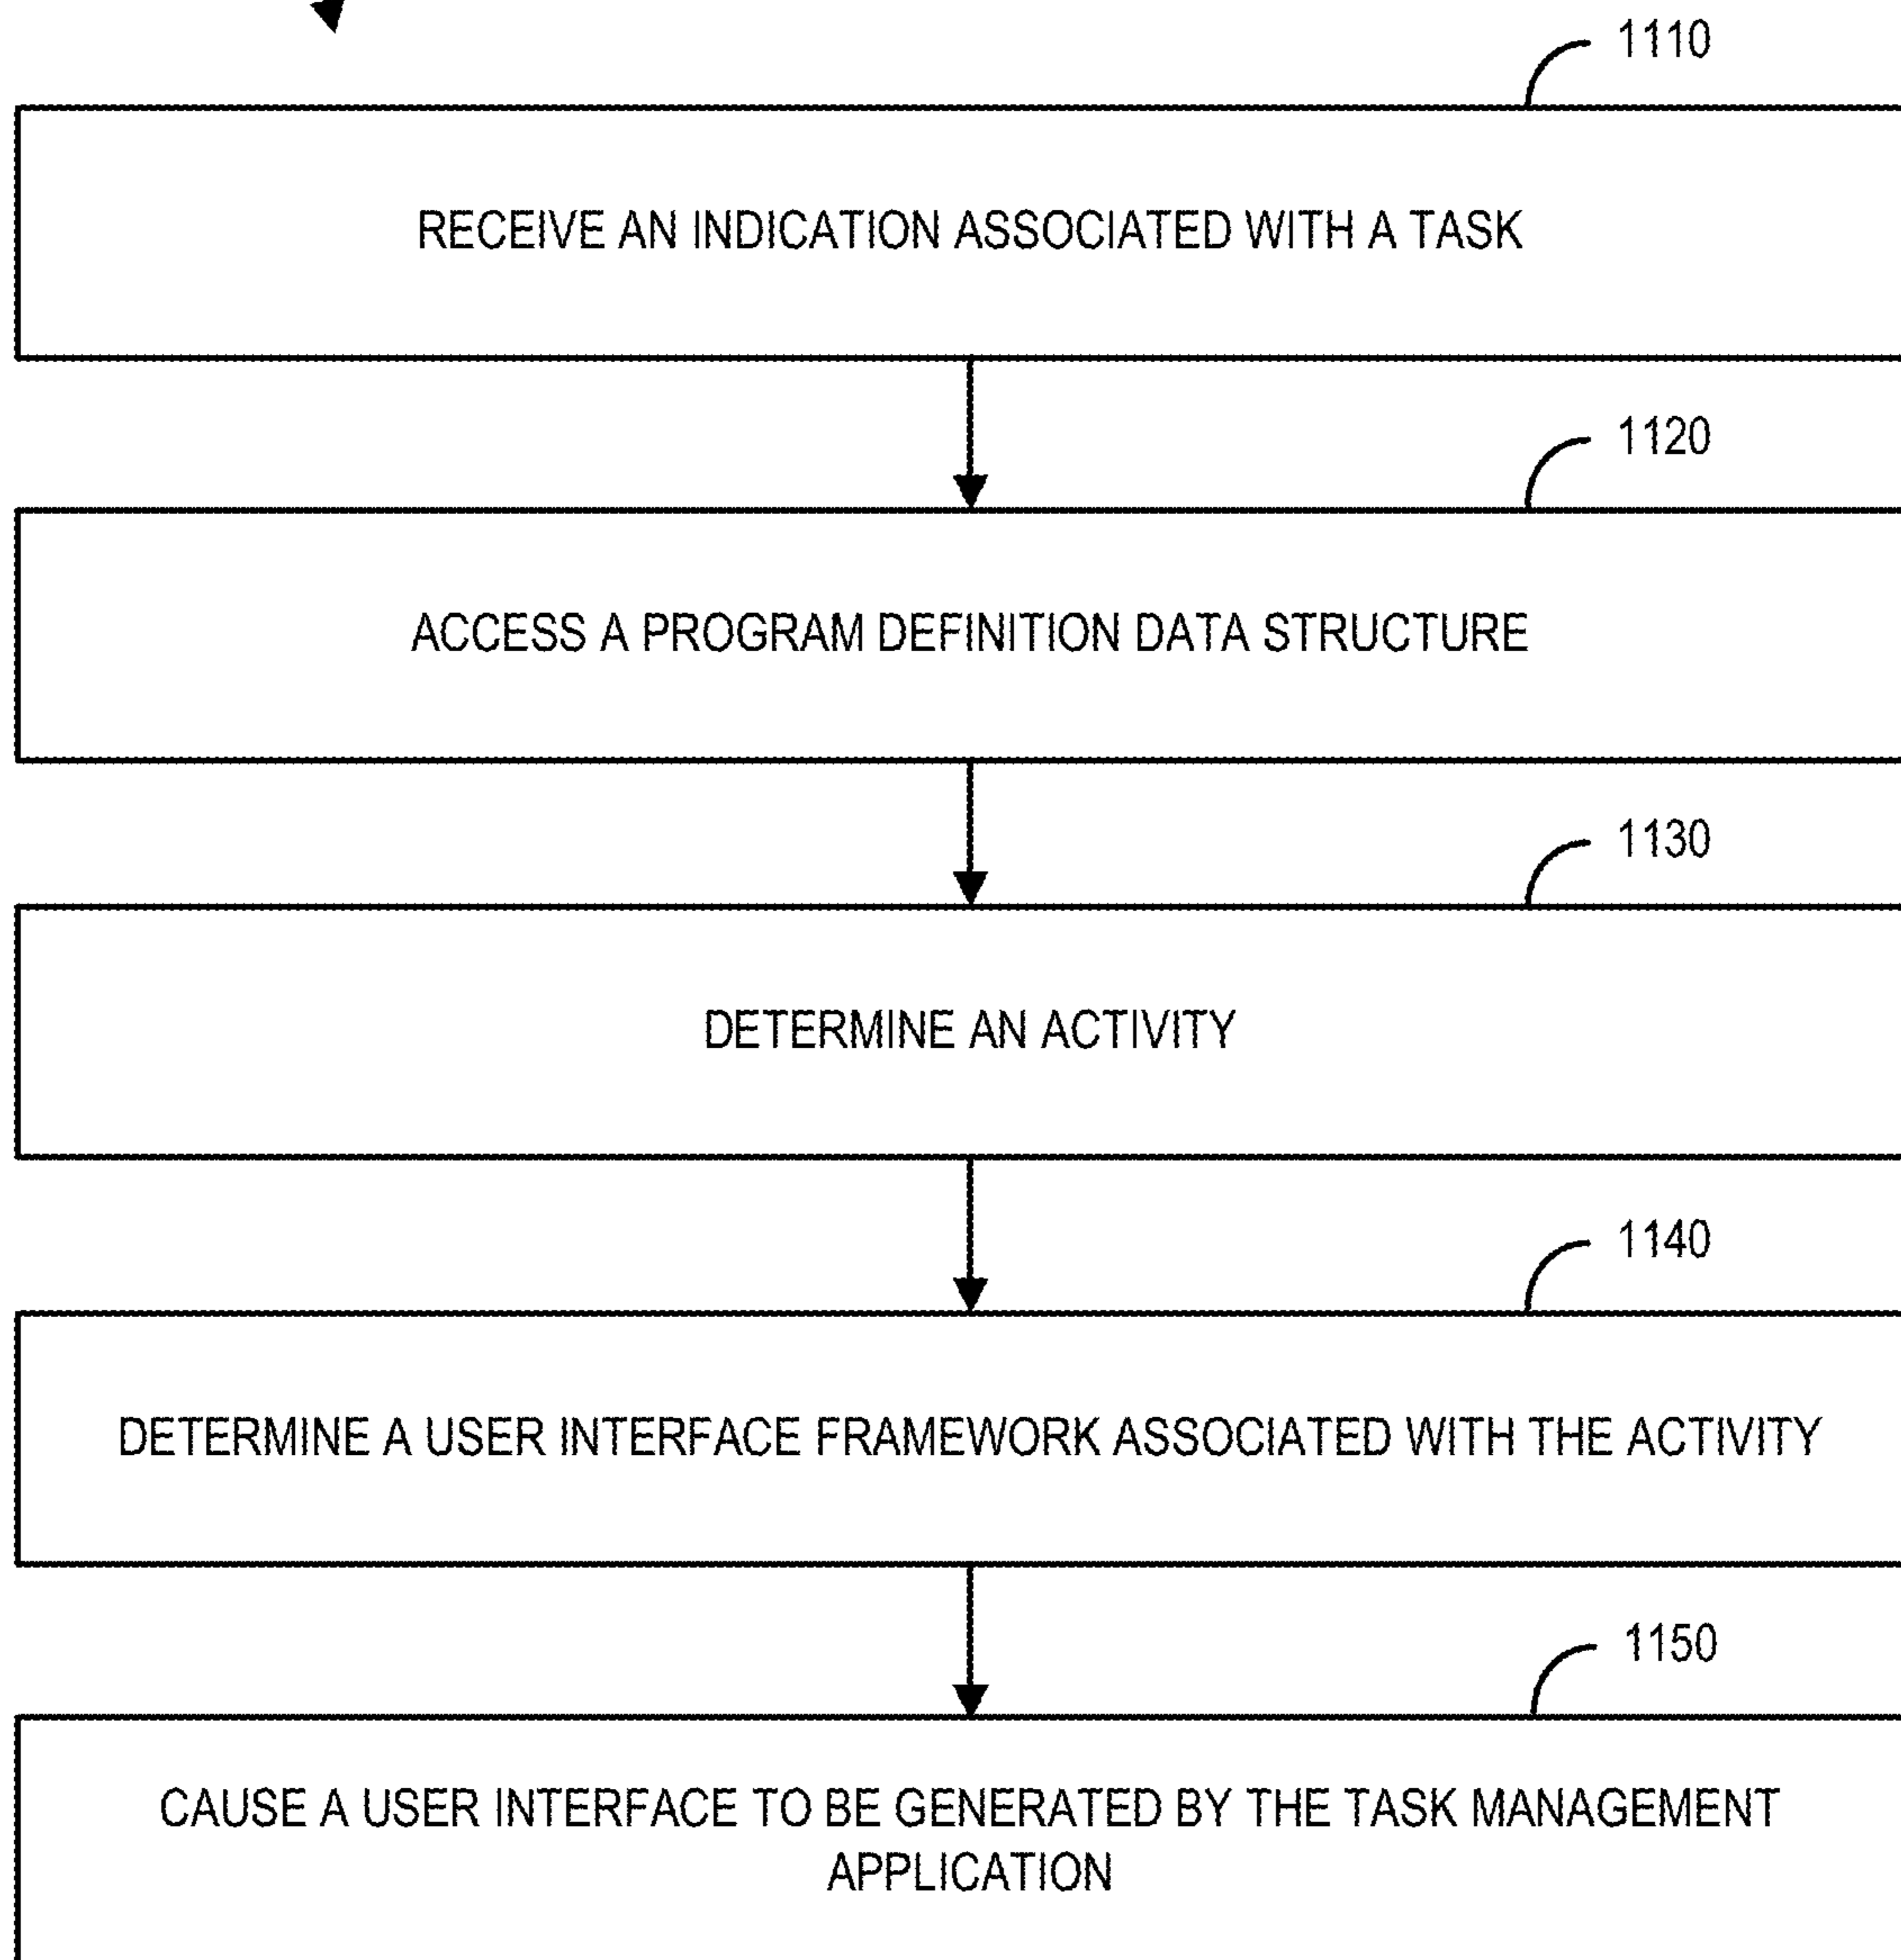 1110
RECEIVE AN INDICATION ASSOCIATED WITH A TASK
1120
ACCESS A PROGRAM DEFINITION DATA STRUCTURE
1130
DETERMINE AN ACTIVITY
1140
DETERMINE A USER INTERFACE FRAMEWORK ASSOCIATED WITH THE ACTIVITY
1150
CAUSE A USER INTERFACE TO BE GENERATED BY THE TASK MANAGEMENT
APPLICATION